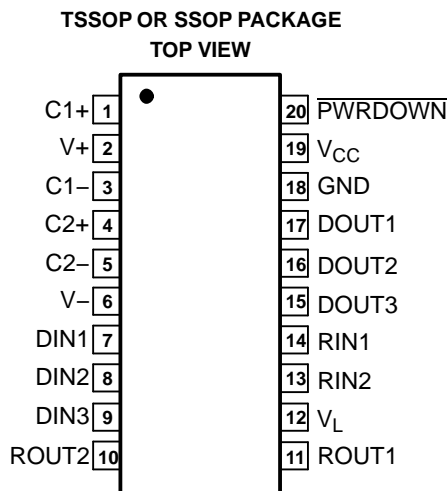 TSSOP OR SSOP PACKAGE
TOP VIEW
C1+ 1 20 PWRDOWN
V+ 2 19 VCC
C1− 3 18 GND
C2+ 4 17 DOUT1
C2− 5 16 DOUT2
V− 6 15 DOUT3
DIN1 7 14 RIN1
DIN2 8 13 RIN2
DIN3 9 12 VL
ROUT2 10 11 ROUT1